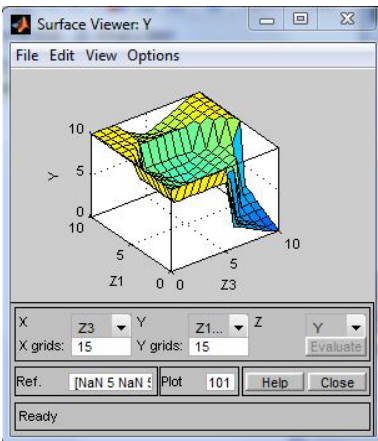 Surface Viewer: Y
File Edit View Options
10
5
0
10
5
0
0
5
10
Y
Z1
Z3
X Z3 Y Z1... Z Y
X grids: 15 Y grids: 15 Evaluate
Ref. [NaN 5 NaN 5 Plot 101 Help Close
Ready